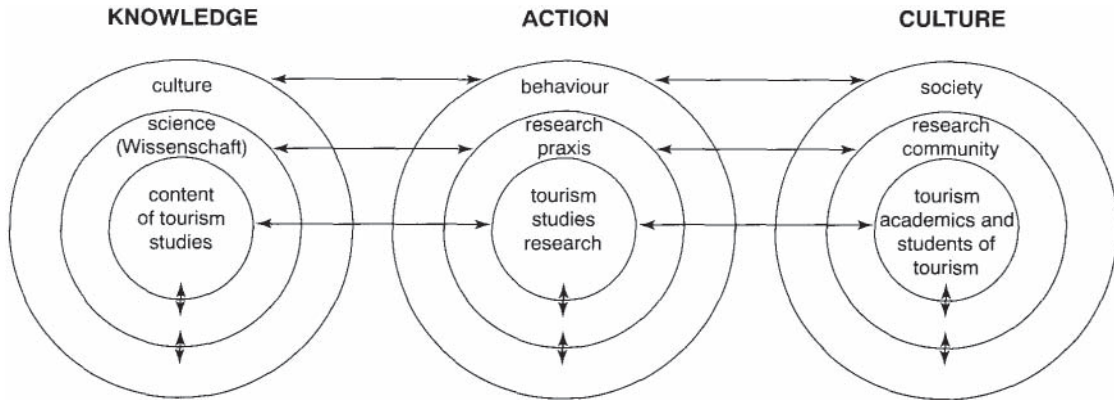 KNOWLEDGE
ACTION
CULTURE
culture
science
(Wissenschaft)
content
of tourism
studies
behaviour
research
praxis
tourism
studies
research
society
research
community
tourism
academics and
students of
tourism